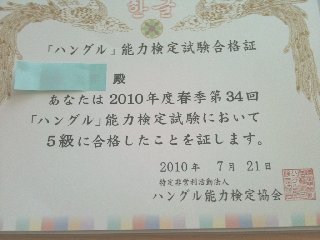 한글
「ハングル」能力検定試験合格証
殿
あなたは2010年度春季第34回
「ハングル」能力検定試験において
5級に合格したことを証します。
2010年 7月 21日
特定非営利活動法人
ハングル能力検定協会